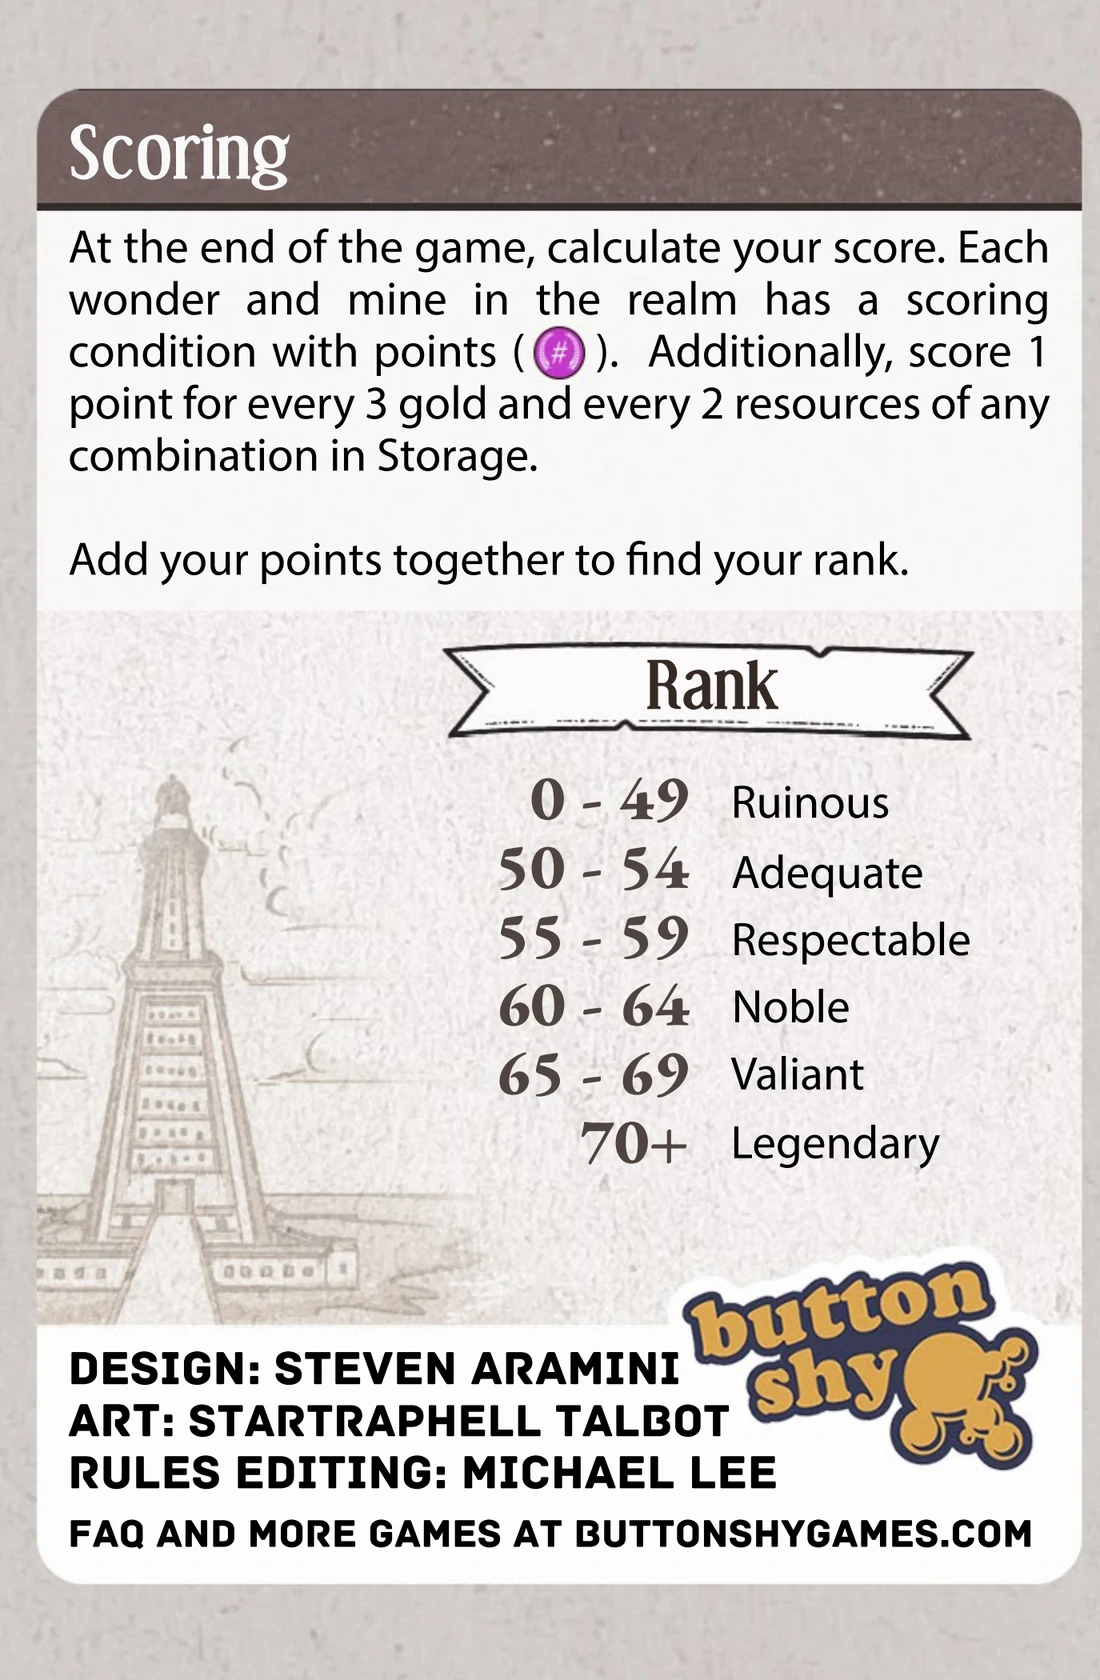 Scoring
At the end of the game, calculate your score. Each
wonder and mine in the realm has a scoring
condition with points ( # ). Additionally, score 1
point for every 3 gold and every 2 resources of any
combination in Storage.
Add your points together to find your rank.
Rank
0 - 49 Ruinous
50 - 54 Adequate
55 - 59 Respectable
60 - 64 Noble
65 - 69 Valiant
70+ Legendary
button
shy
DESIGN: STEVEN ARAMINI
ART: STARTRAPHELL TALBOT
RULES EDITING: MICHAEL LEE
FAQ AND MORE GAMES AT BUTTONSHYGAMES.COM